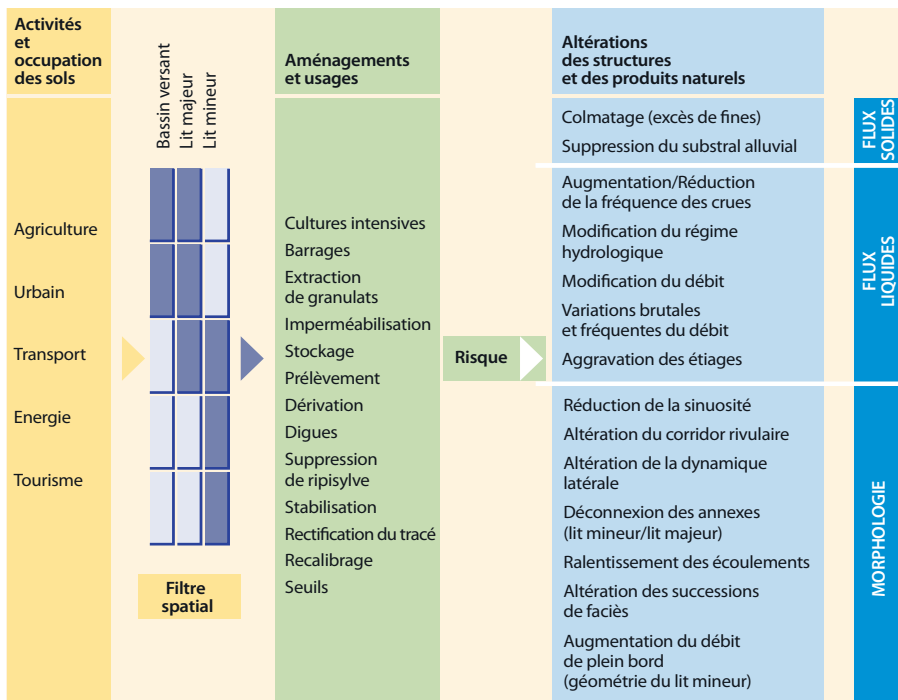 Activités
et
occupation
des sols
Bassin versant
Lit majeur
Lit mineur
Aménagements
et usages
Altérations
des structures
et des produits naturels
Agriculture
Urbain
Transport
Energie
Tourisme
Filtre
spatial
Cultures intensives
Barrages
Extraction
de granulats
Imperméabilisation
Stockage
Prélèvement
Dérivation
Digues
Suppression
de ripisylve
Stabilisation
Rectification du tracé
Recalibrage
Seuils
Risque
Colmatage (excès de fines)
Suppression du substral alluvial
FLUX
SOLIDES
Augmentation/Réduction
de la fréquence des crues
Modification du régime
hydrologique
Modification du débit
Variations brutales
et fréquentes du débit
Aggravation des étiages
FLUX
LIQUIDES
Réduction de la sinuosité
Altération du corridor rivulaire
Altération de la dynamique
latérale
Déconnexion des annexes
(lit mineur/lit majeur)
Ralentissement des écoulements
Altération des successions
de faciès
Augmentation du débit
de plein bord
(géométrie du lit mineur)
MORPHOLOGIE